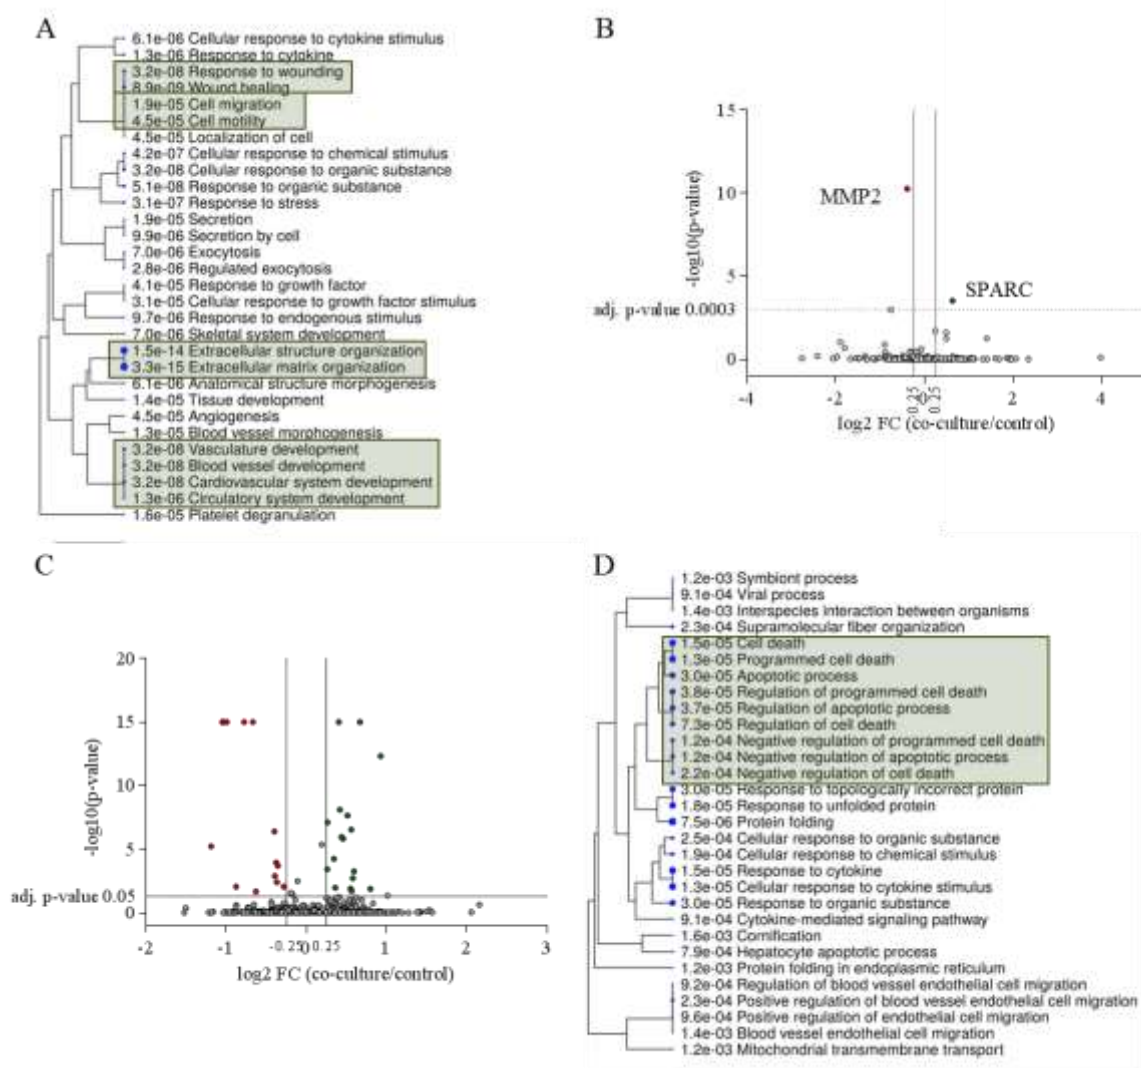 A
6.1e-06 Cellular response to cytokine stimulus
1.3e-06 Response to cytokine
3.2e-08 Response to wounding
8.9e-09 Wound healing
1.9e-05 Cell migration
4.5e-05 Cell motility
4.5e-05 Localization of cell
4.2e-07 Cellular response to chemical stimulus
3.2e-08 Cellular response to organic substance
5.1e-08 Response to organic substance
3.1e-07 Response to stress
1.9e-05 Secretion
9.9e-06 Secretion by cell
7.0e-06 Exocytosis
2.8e-06 Regulated exocytosis
4.1e-05 Response to growth factor
3.1e-05 Cellular response to growth factor stimulus
9.7e-06 Response to endogenous stimulus
7.0e-06 Skeletal system development
1.5e-14 Extracellular structure organization
3.3e-15 Extracellular matrix organization
6.1e-06 Anatomical structure morphogenesis
1.4e-05 Tissue development
4.5e-05 Angiogenesis
1.3e-05 Blood vessel morphogenesis
3.2e-08 Vasculature development
3.2e-08 Blood vessel development
3.2e-08 Cardiovascular system development
1.3e-06 Circulatory system development
1.6e-05 Platelet degranulation
B
15
10
5
0
-log10(p-value)
MMP2
SPARC
adj. p-value 0.0003
-4
-2
0
2
4
0.25
0.25
log2 FC (co-culture/control)
C
20
15
10
5
0
-log10(p-value)
adj. p-value 0.05
-2
-1
-0.25
0
0.25
1
2
3
log2 FC (co-culture/control)
D
1.2e-03 Symbiont process
9.1e-04 Viral process
1.4e-03 Interspecies interaction between organisms
2.3e-04 Supramolecular fiber organization
1.5e-05 Cell death
1.3e-05 Programmed cell death
3.0e-05 Apoptotic process
3.8e-05 Regulation of programmed cell death
3.7e-05 Regulation of apoptotic process
7.3e-05 Regulation of cell death
1.2e-04 Negative regulation of programmed cell death
1.2e-04 Negative regulation of apoptotic process
2.2e-04 Negative regulation of cell death
3.0e-05 Response to topologically incorrect protein
1.8e-05 Response to unfolded protein
7.5e-06 Protein folding
2.5e-04 Cellular response to organic substance
1.9e-04 Cellular response to chemical stimulus
1.5e-05 Response to cytokine
1.3e-05 Cellular response to cytokine stimulus
3.0e-05 Response to organic substance
9.1e-04 Cytokine-mediated signaling pathway
1.6e-03 Cornification
7.9e-04 Hepatocyte apoptotic process
1.2e-03 Protein folding in endoplasmic reticulum
9.2e-04 Regulation of blood vessel endothelial cell migration
2.3e-04 Positive regulation of blood vessel endothelial cell migration
9.6e-04 Positive regulation of endothelial cell migration
1.4e-03 Blood vessel endothelial cell migration
1.2e-03 Mitochondrial transmembrane transport